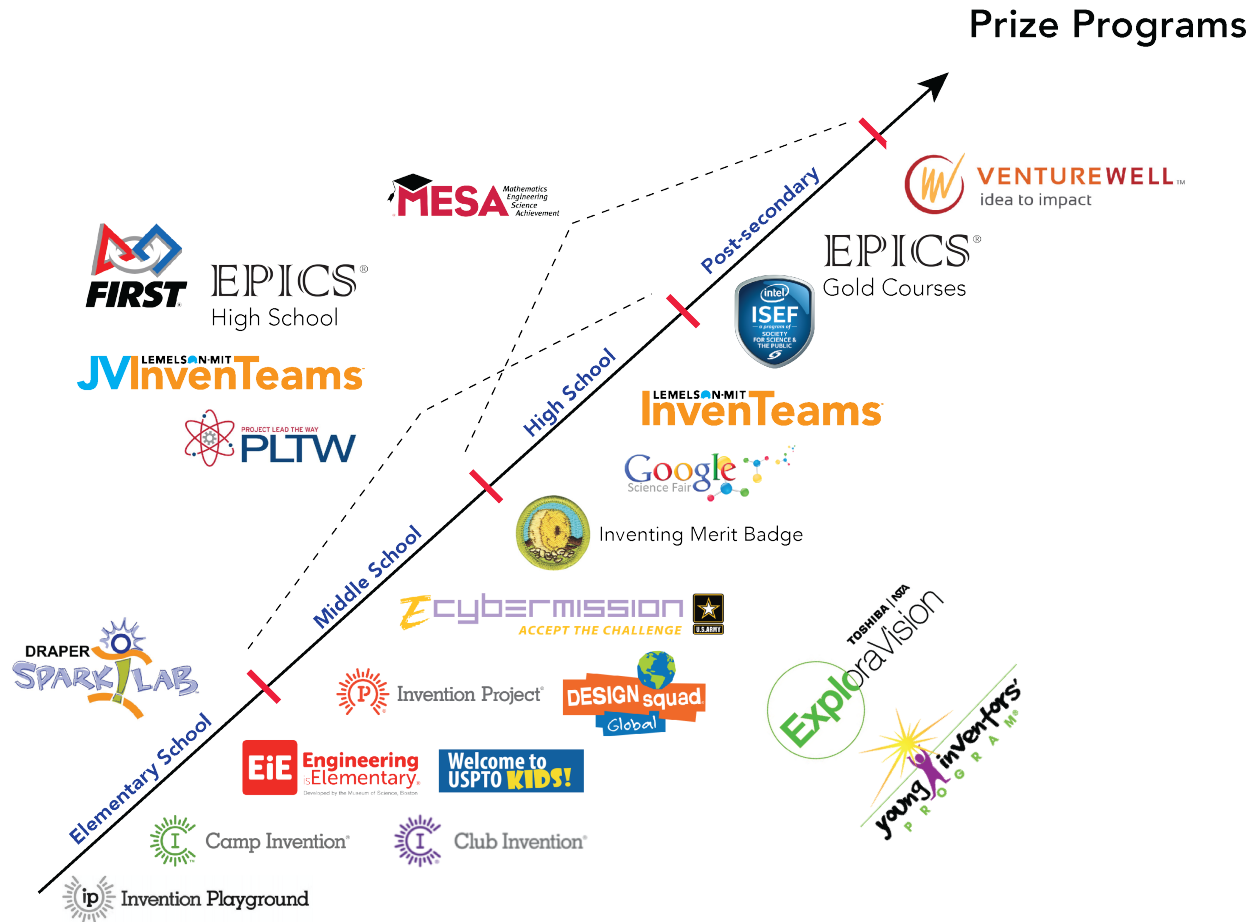 Prize Programs
MESA
Mathematics
Engineering
Science
Achievement
VENTUREWELL™
idea to impact
Post-secondary
FIRST®
EPICS®
High School
EPICS®
Gold Courses
intel
ISEF
a program of
SOCIETY
FOR SCIENCE &
THE PUBLIC
LEMELSON-MIT
JVInvenTeams
High School
LEMELSON-MIT
InvenTeams
PROJECT LEAD THE WAY
PLTW
Google
Science Fair
Inventing Merit Badge
Middle School
ecybermission
ACCEPT THE CHALLENGE
U.S. ARMY
TOSHIBA | NSTA
ExploraVision
DRAPER
SPARK!LAB
P
Invention Project®
DESIGN squad
Global
young inventors'
PROGRAM®
Elementary School
EiE
Engineering
is Elementary®
Developed by the Museum of Science, Boston
Welcome to
USPTO KIDS!
I
Camp Invention®
I
Club Invention®
ip
Invention Playground